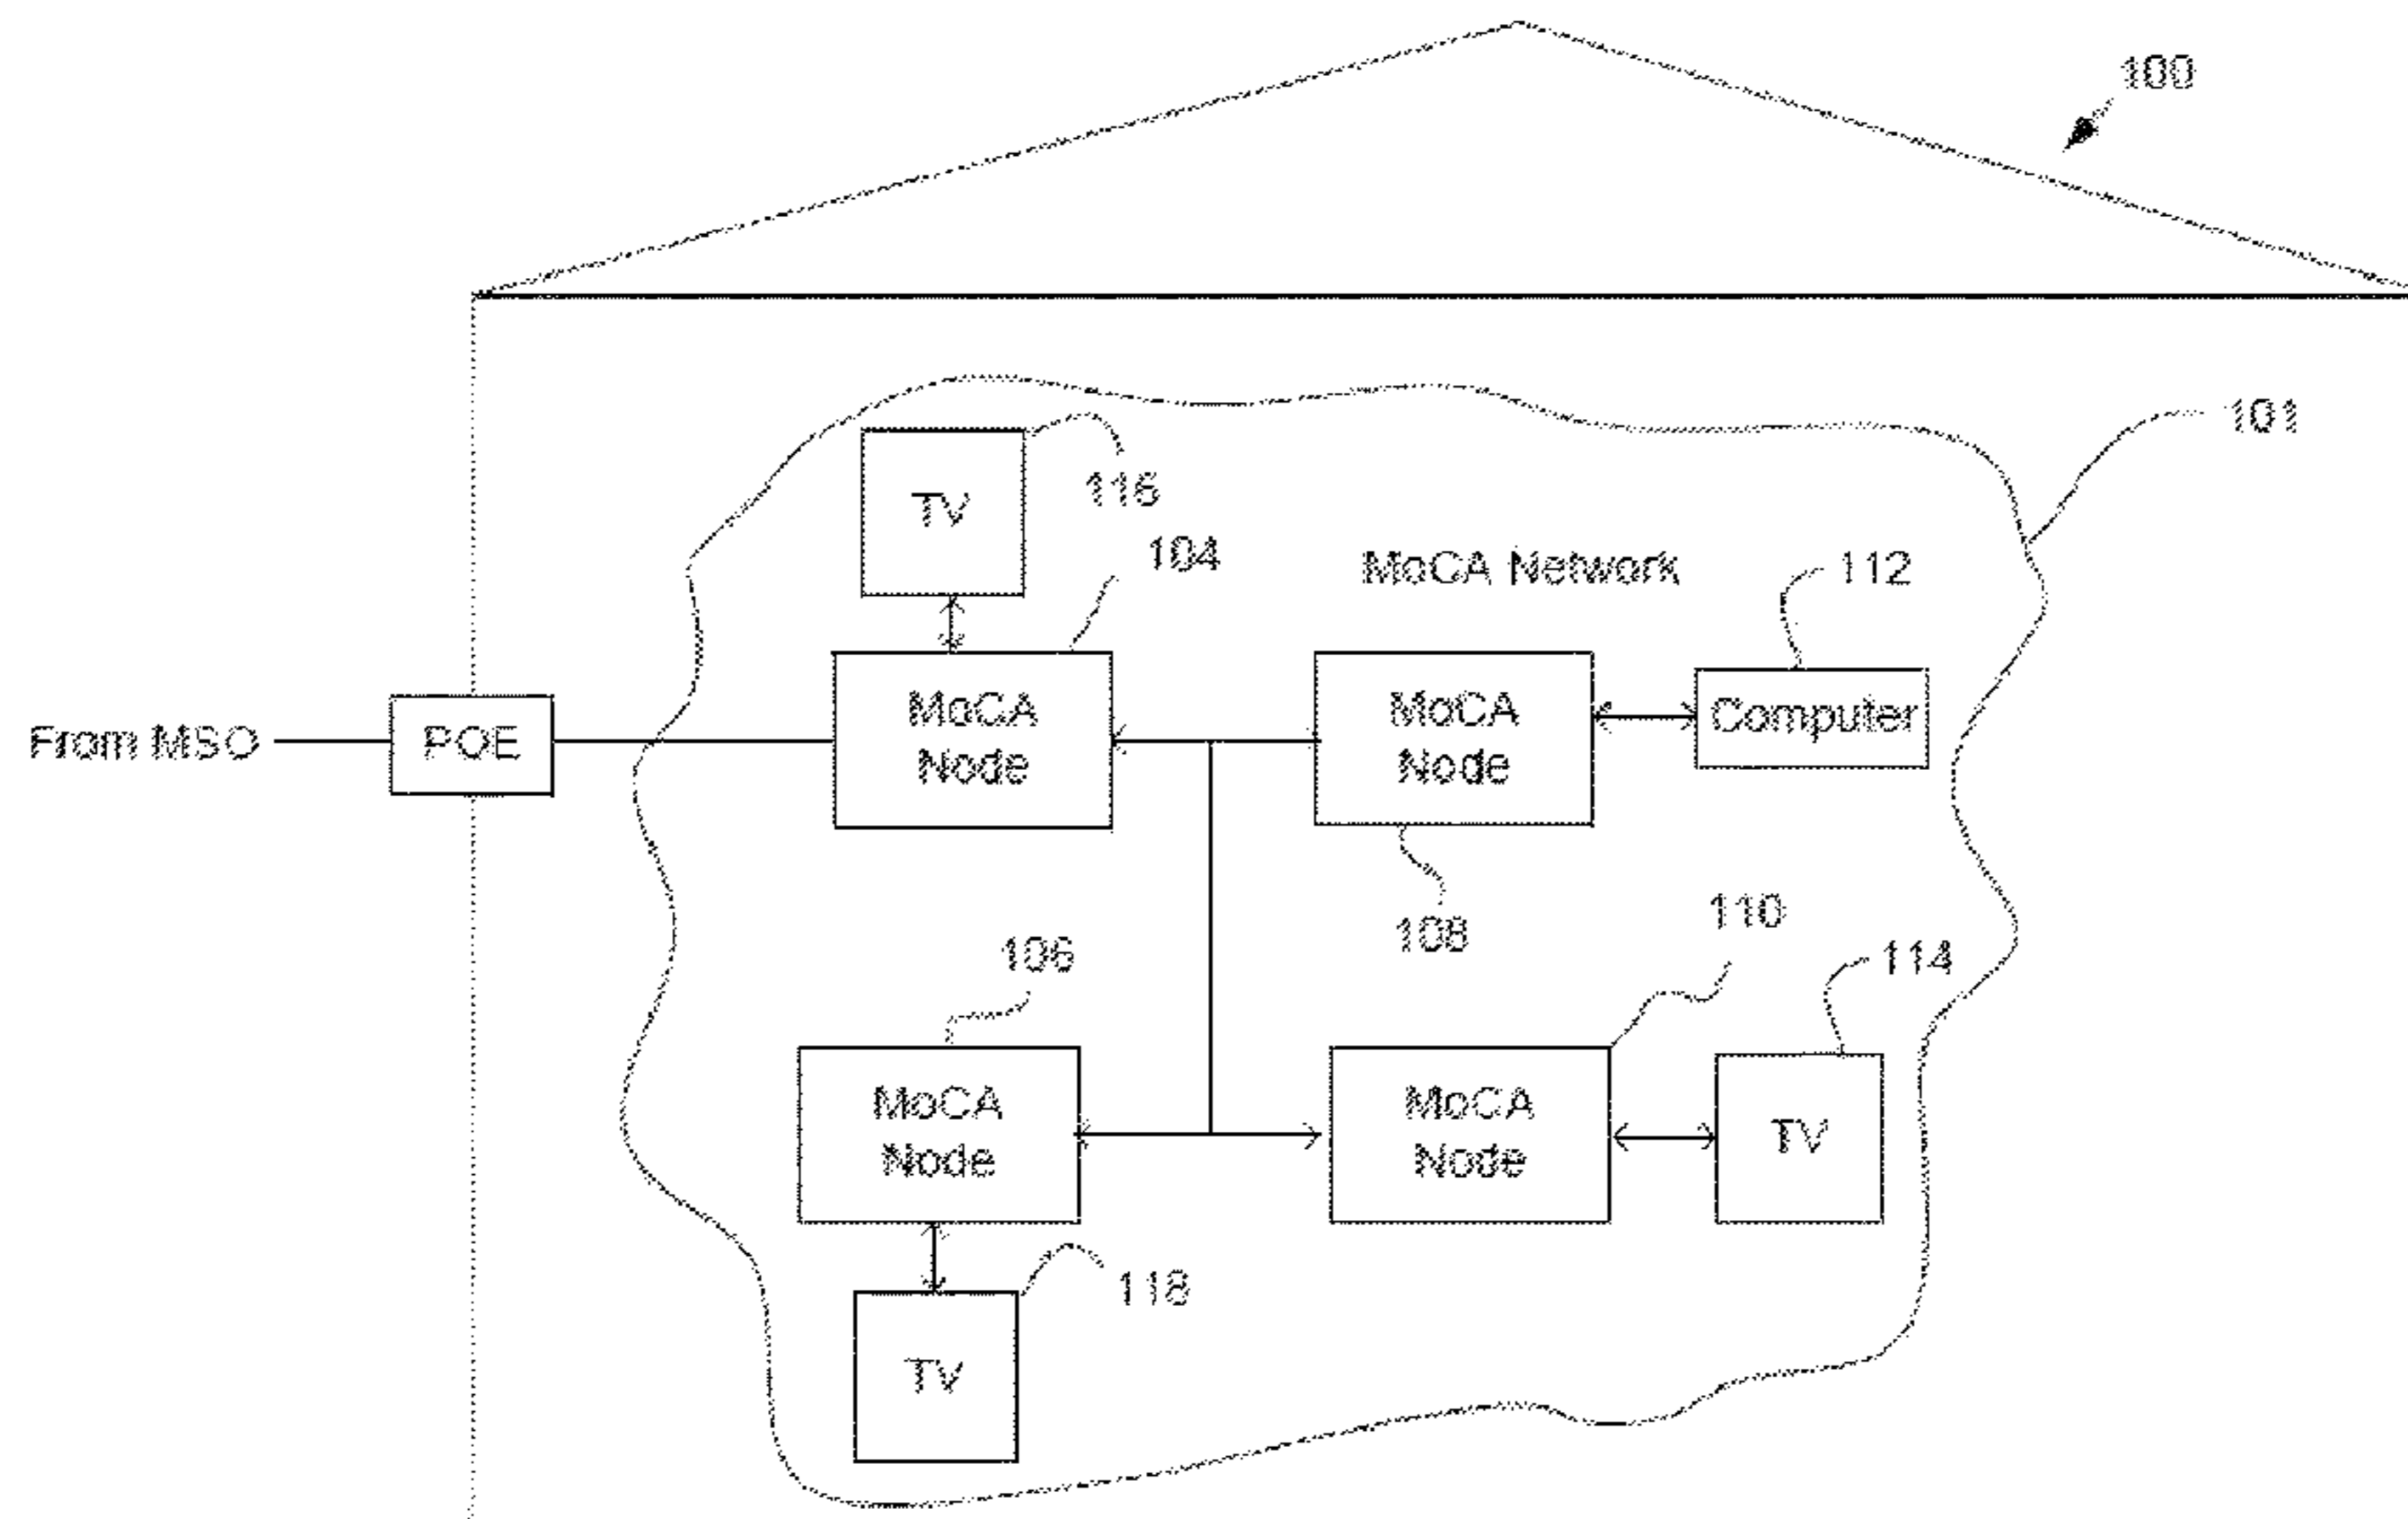 100
101
TV
116
104
MoCA Network
112
From MSO
POE
MoCA
Node
MoCA
Node
Computer
108
110
106
114
MoCA
Node
MoCA
Node
TV
118
TV